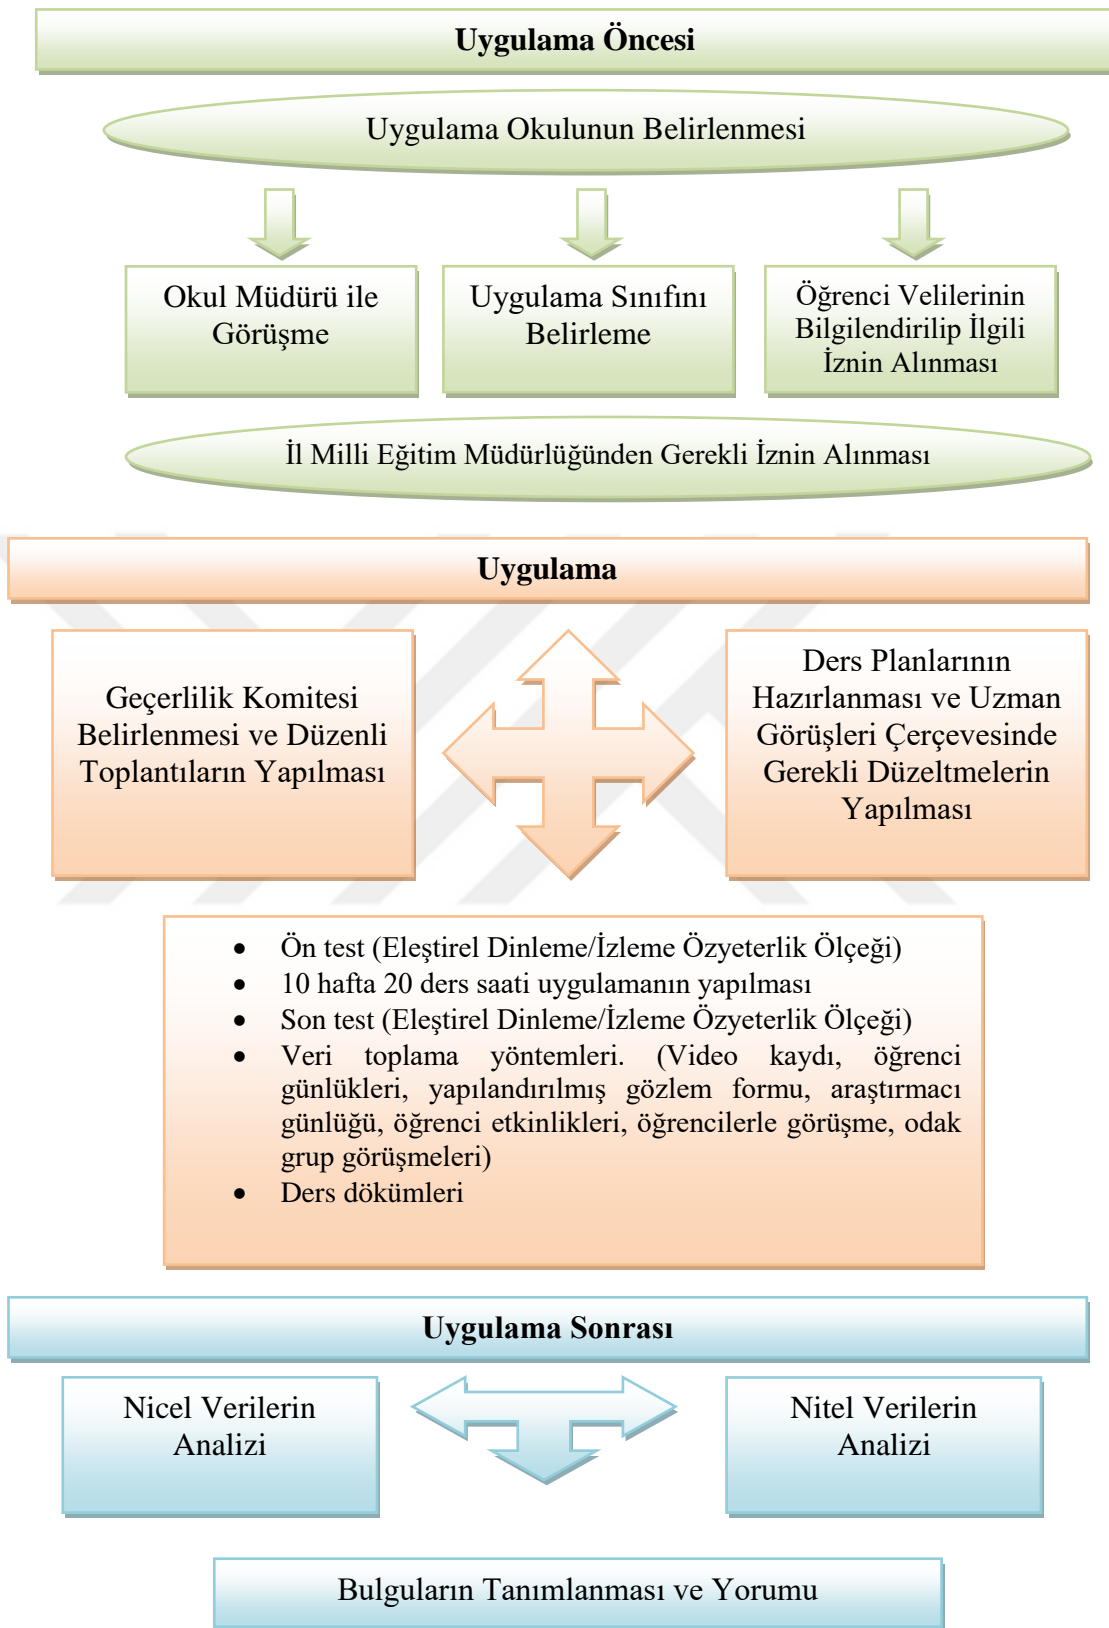 Uygulama Öncesi
Uygulama Okulunun Belirlenmesi
Okul Müdürü ile
Görüşme
Uygulama Sınıfını
Belirleme
Öğrenci Velilerinin
Bilgilendirilip İlgili
İznin Alınması
İl Milli Eğitim Müdürlüğünden Gerekli İznin Alınması
Uygulama
Geçerlilik Komitesi
Belirlenmesi ve Düzenli
Toplantıların Yapılması
Ders Planlarının
Hazırlanması ve Uzman
Görüşleri Çerçevesinde
Gerekli Düzeltmelerin
Yapılması
• Ön test (Eleştirel Dinleme/İzleme Özyeterlik Ölçeği)
• 10 hafta 20 ders saati uygulamanın yapılması
• Son test (Eleştirel Dinleme/İzleme Özyeterlik Ölçeği)
• Veri toplama yöntemleri. (Video kaydı, öğrenci
günlükleri, yapılandırılmış gözlem formu, araştırmacı
günlüğü, öğrenci etkinlikleri, öğrencilerle görüşme, odak
grup görüşmeleri)
• Ders dökümleri
Uygulama Sonrası
Nicel Verilerin
Analizi
Nitel Verilerin
Analizi
Bulguların Tanımlanması ve Yorumu